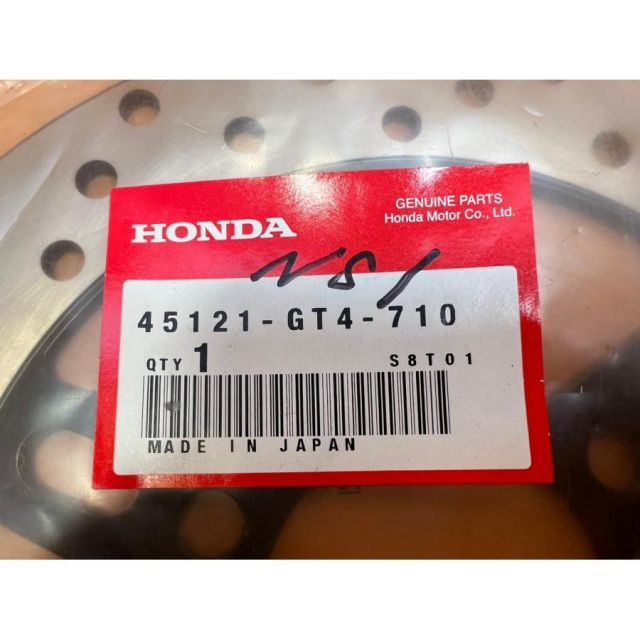 GENUINE PARTS
HONDA Honda Motor Co., Ltd.
NS1
45121-GT4-710
QTY 1 S8T01
MADE IN JAPAN